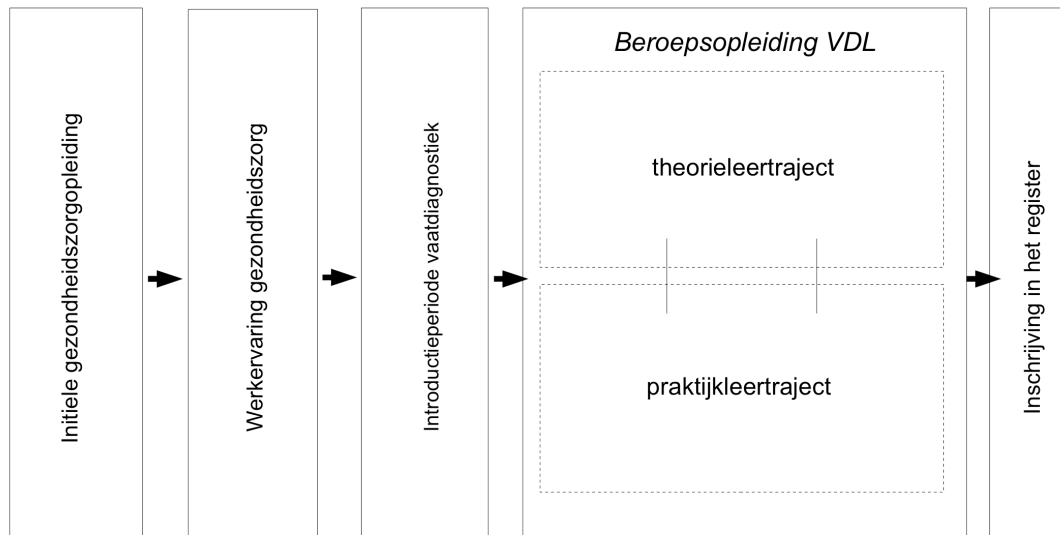 Initiele gezondheidszorgopleiding
Werkervaring gezondheidszorg
Introductieperiode vaatdiagnostiek
Beroepsopleiding VDL
theorieleertraject
praktijkleertraject
Inschrijving in het register